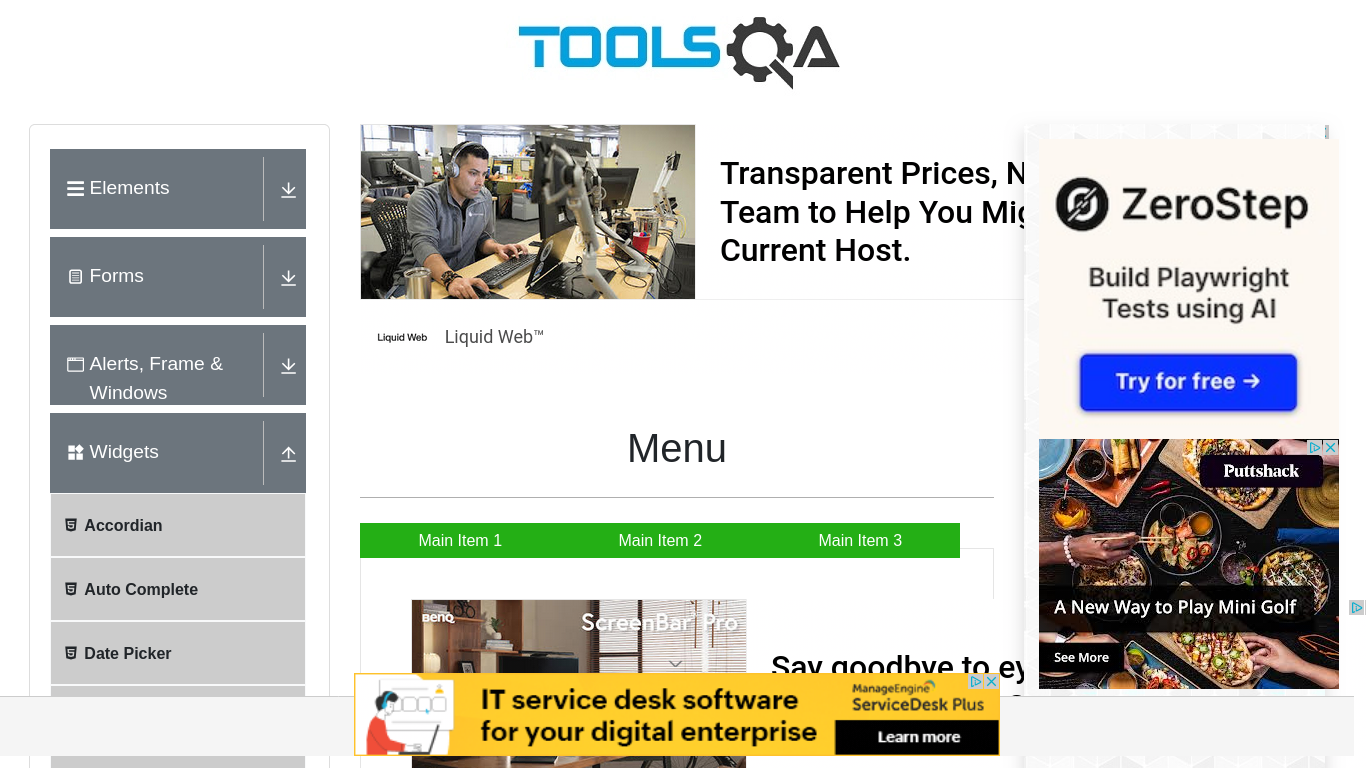 TOOLSQA
Elements
Forms
Alerts, Frame &
Windows
Widgets
Accordian
Auto Complete
Date Picker
Transparent Prices, N
Team to Help You Mig
Current Host.
Liquid Web
Liquid Web™
Menu
Main Item 1
Main Item 2
Main Item 3
BenQ
ScreenBar Pro
Say goodbye to ey
ZeroStep
Build Playwright
Tests using AI
Try for free →
Puttshack
A New Way to Play Mini Golf
See More
IT service desk software
for your digital enterprise
ManageEngine
ServiceDesk Plus
Learn more